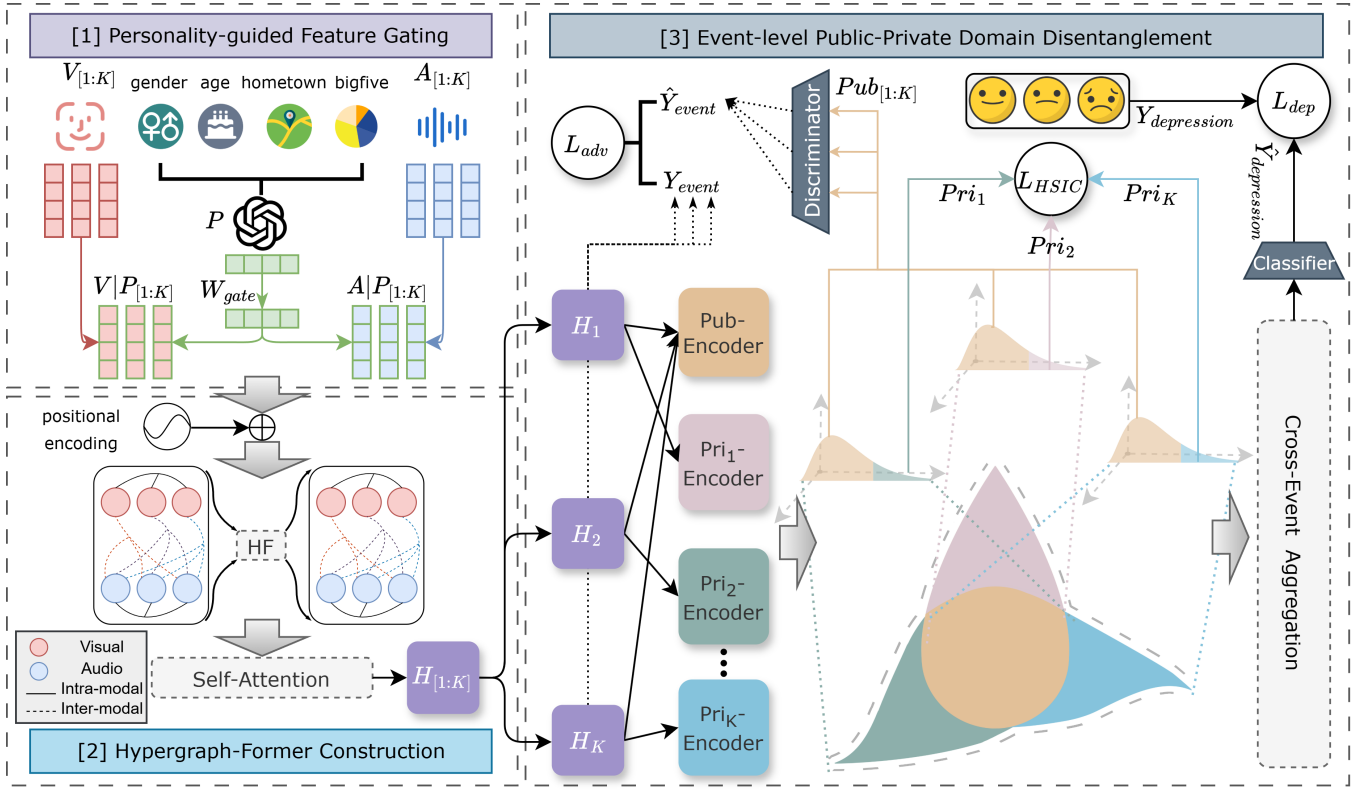 [1] Personality-guided Feature Gating
V[1:K]
gender
age
hometown
bigfive
A[1:K]
P
V|P[1:K]
Wgate
A|P[1:K]
positional
encoding
HF
Visual
Audio
Intra-modal
Inter-modal
Self-Attention
H[1:K]
[2] Hypergraph-Former Construction
[3] Event-level Public-Private Domain Disentanglement
Ladv
Ŷevent
Yevent
Discriminator
Pub[1:K]
Ydepression
Ldep
Ŷdepression
Classifier
LHSIC
Pri1
Pri2
PriK
H1
H2
HK
Pub-
Encoder
Pri1-
Encoder
Pri2-
Encoder
PriK-
Encoder
Cross-Event Aggregation